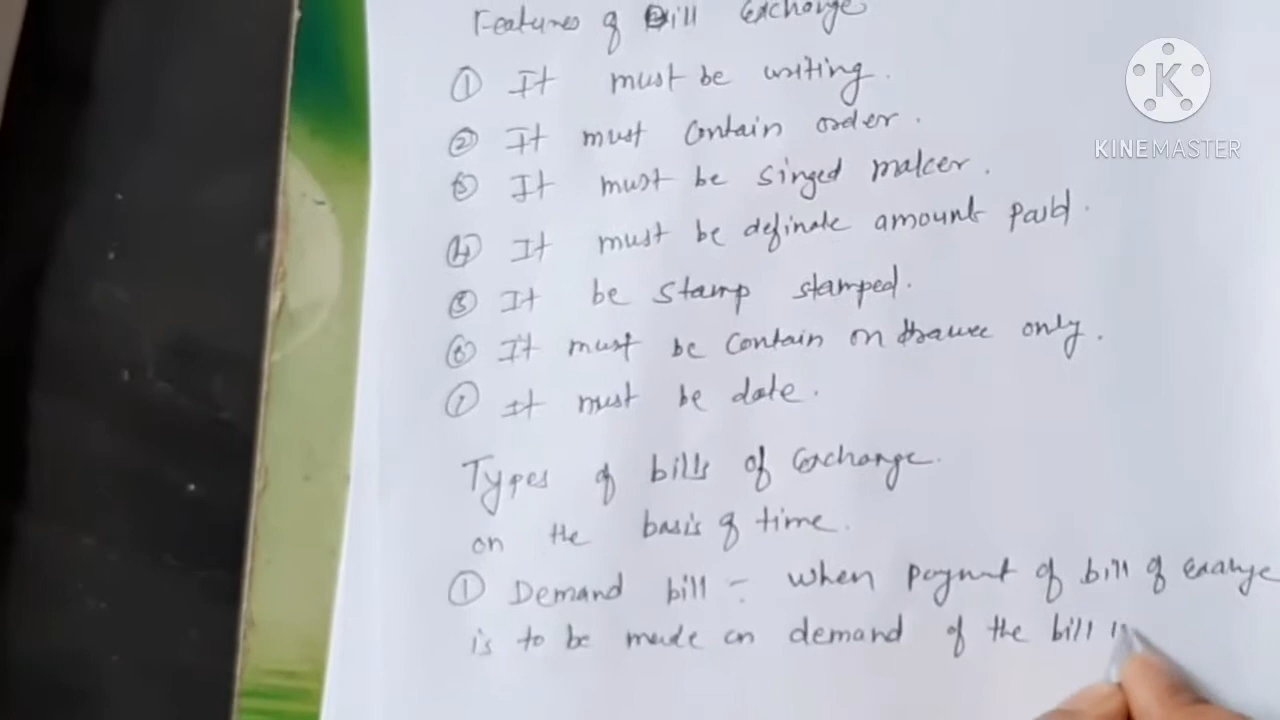 Features of Bill Exchange
① It must be writing.
② It must contain order.
③ It must be singed maker.
④ It must be definate amount paid.
⑤ It be stamp stamped.
⑥ It must be contain on drawee only.
⑦ It must be date.
Types of bills of Exchange.
on the basis of time.
① Demand bill :- when payment of bill of exange
is to be made on demand of the bill
K
KINEMASTER